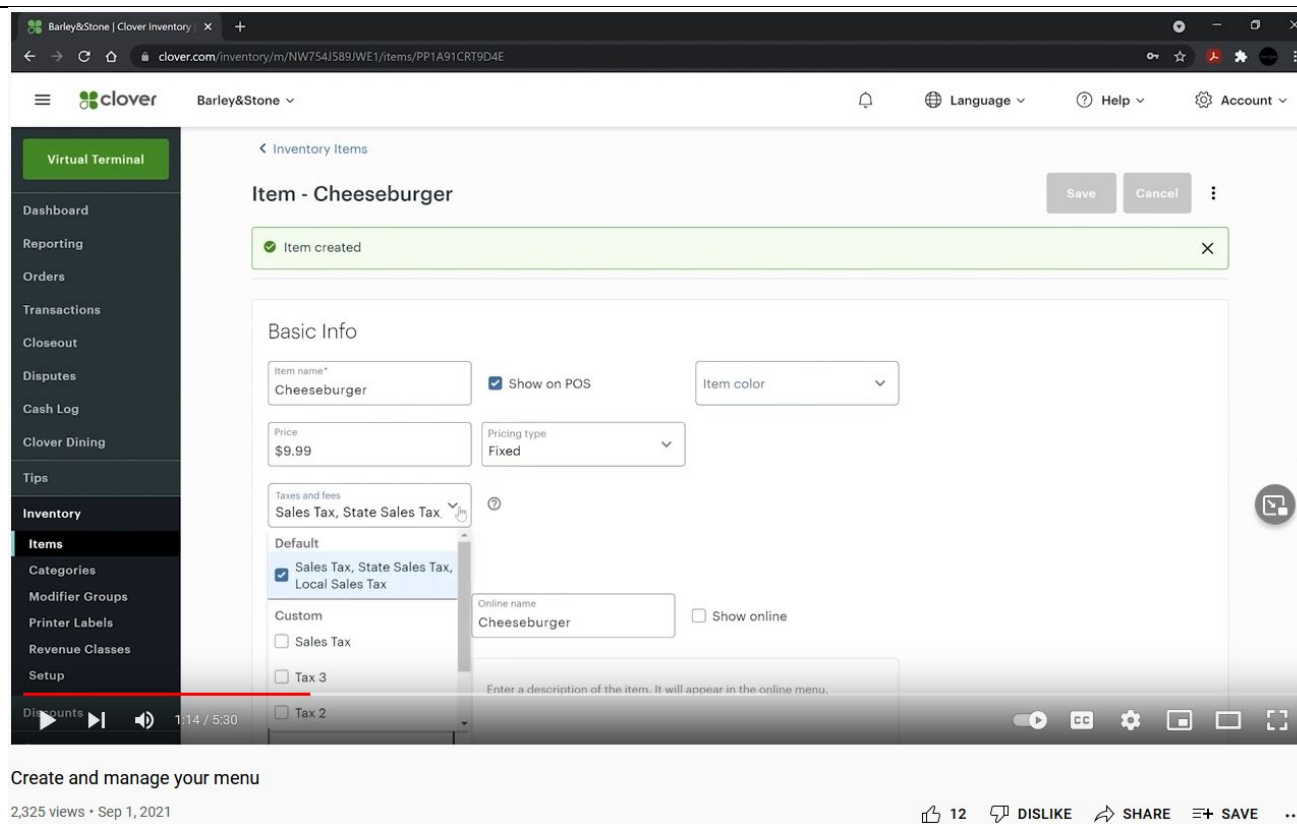 Barley&Stone | Clover Inventory
clover.com/inventory/m/NW754J589JWE1/items/PP1A91CRT9D4E
clover
Barley&Stone
Language
Help
Account
Virtual Terminal
Dashboard
Reporting
Orders
Transactions
Closeout
Disputes
Cash Log
Clover Dining
Tips
Inventory
Items
Categories
Modifier Groups
Printer Labels
Revenue Classes
Setup
Discounts
< Inventory Items
Item - Cheeseburger
Save
Cancel
Item created
Basic Info
Item name*
Cheeseburger
Show on POS
Item color
Price
$9.99
Pricing type
Fixed
Taxes and fees
Sales Tax, State Sales Tax,
Default
Sales Tax, State Sales Tax,
Local Sales Tax
Custom
Sales Tax
Tax 3
Tax 2
Online name
Cheeseburger
Show online
Enter a description of the item. It will appear in the online menu.
1:14 / 5:30
CC
Create and manage your menu
2,325 views • Sep 1, 2021
12
DISLIKE
SHARE
SAVE